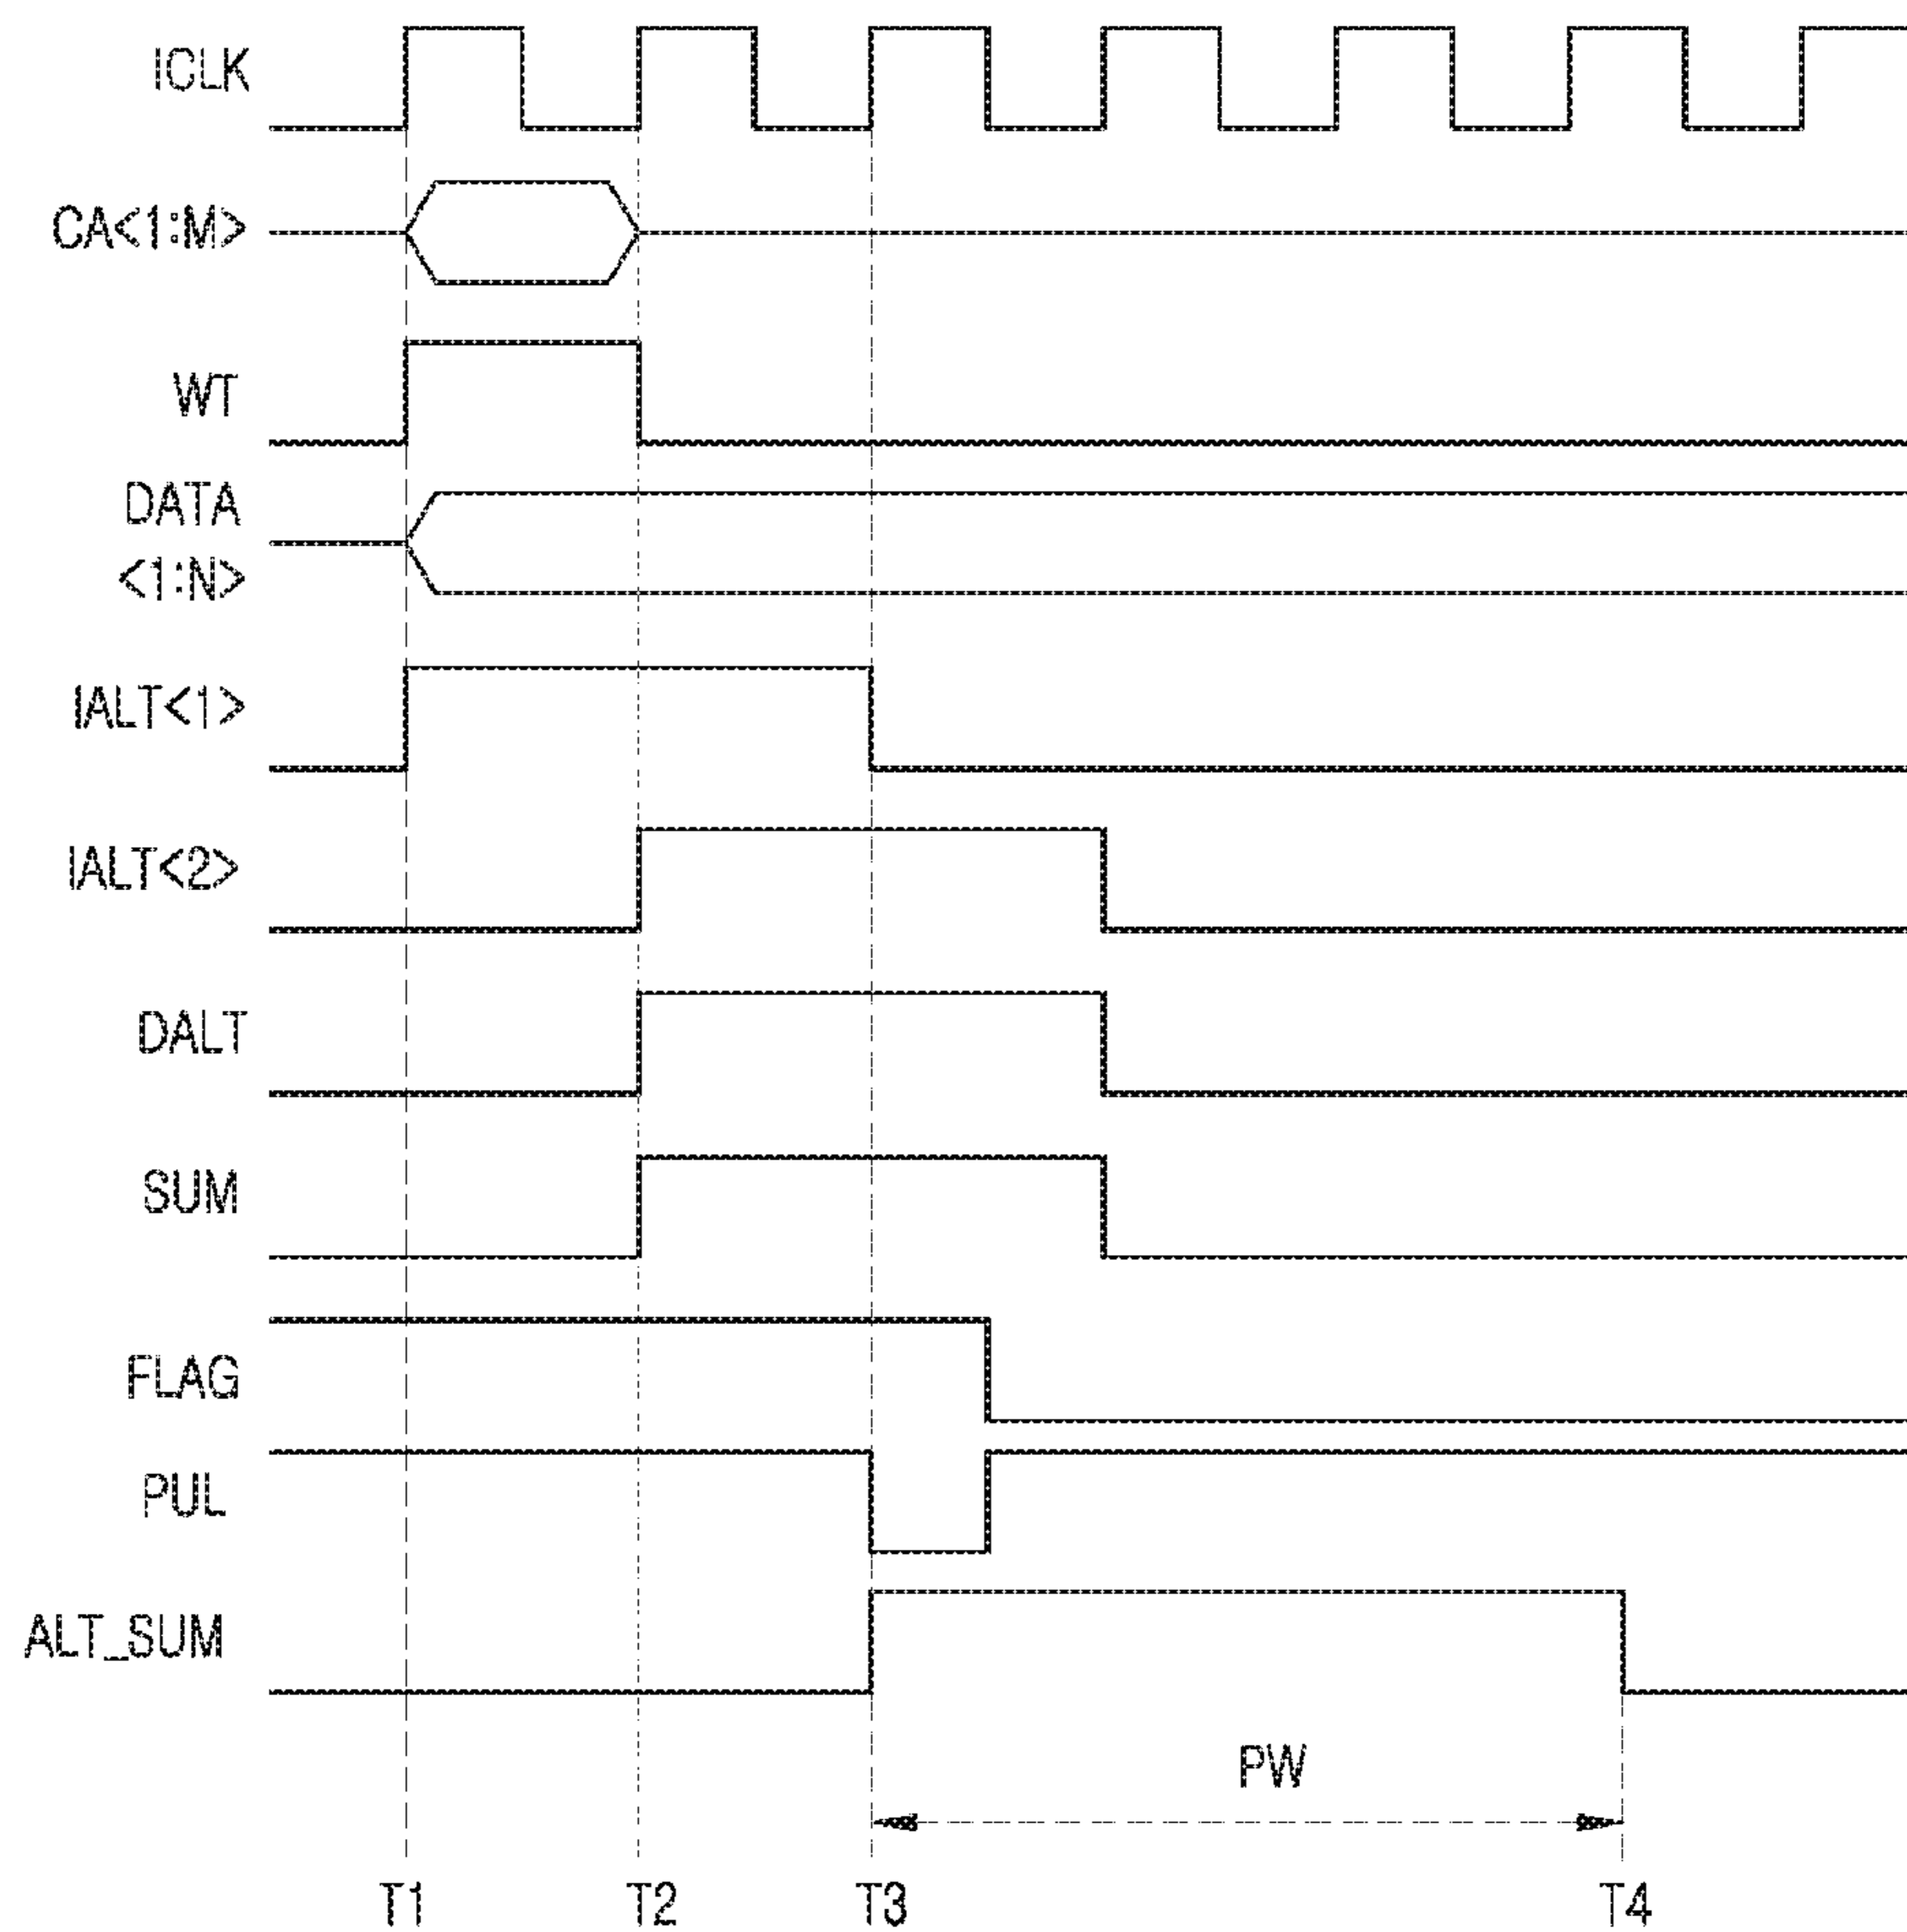 ICLK
CA<1:M>
WT
DATA
<1:N>
IALT<1>
IALT<2>
DALT
SUM
FLAG
PUL
ALT_SUM
PW
T1 T2 T3 T4